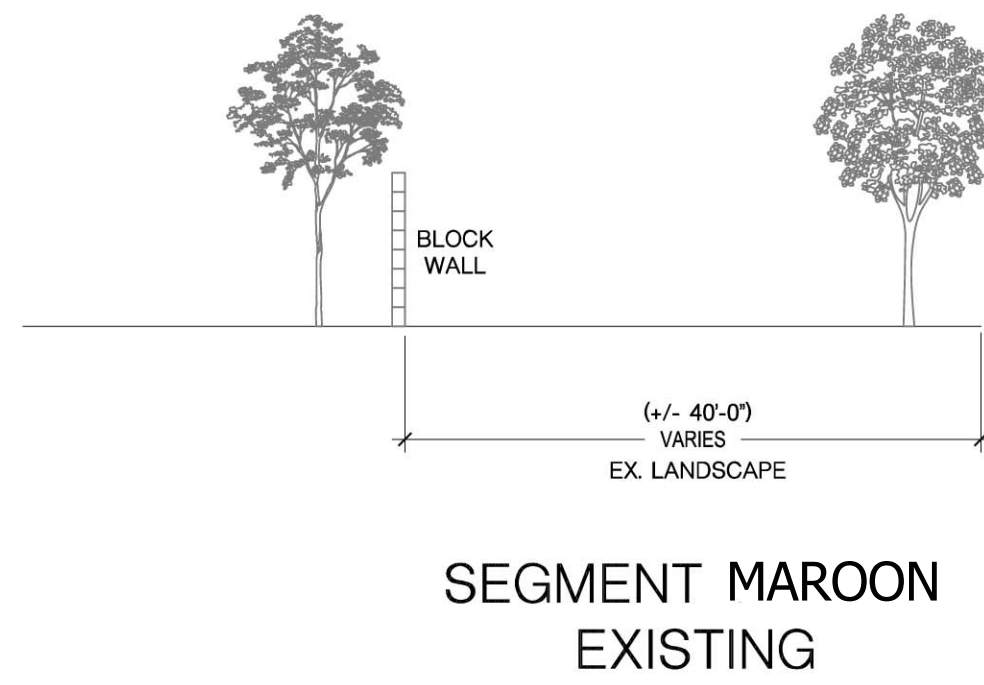 BLOCK
WALL
(+/- 40'-0")
VARIES
EX. LANDSCAPE
SEGMENT MAROON
EXISTING